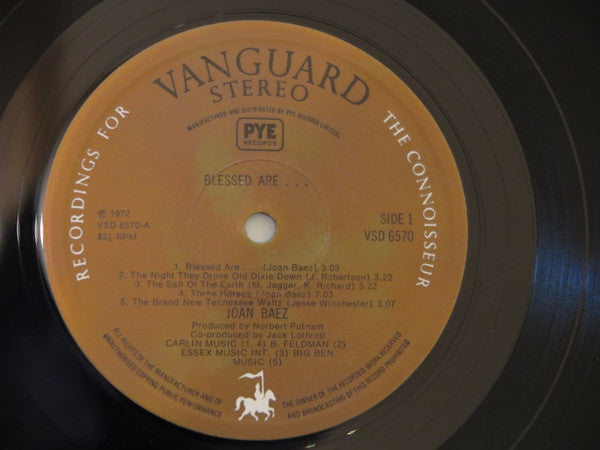 VANGUARD
STEREO
RECORDINGS FOR
THE CONNOISSEUR
MANUFACTURED AND DISTRIBUTED BY PYE RECORDS LIMITED.
PYE
RECORDS
BLESSED ARE . . .
℗ 1972
VSD 6570-A
33⅓ RPM
SIDE 1
VSD 6570
1. Blessed Are . . . (Joan Baez) 3.03
2. The Night They Drove Old Dixie Down (J. Robertson) 3.22
3. The Salt Of The Earth (M. Jagger, K. Richard) 3.22
4. Three Horses (Joan Baez) 7.03
5. The Brand New Tennessee Waltz (Jesse Winchester) 3.07
JOAN BAEZ
Produced by Norbert Putnam
Co-produced by Jack Lothrop
CARLIN MUSIC (1, 4) B. FELDMAN (2)
ESSEX MUSIC INT. (3) BIG BEN
MUSIC (5)
ALL RIGHTS OF THE MANUFACTURER AND OF
THE OWNER OF THE RECORDED WORK RESERVED
UNAUTHORISED COPYING PUBLIC PERFORMANCE
AND BROADCASTING OF THIS RECORD PROHIBITED